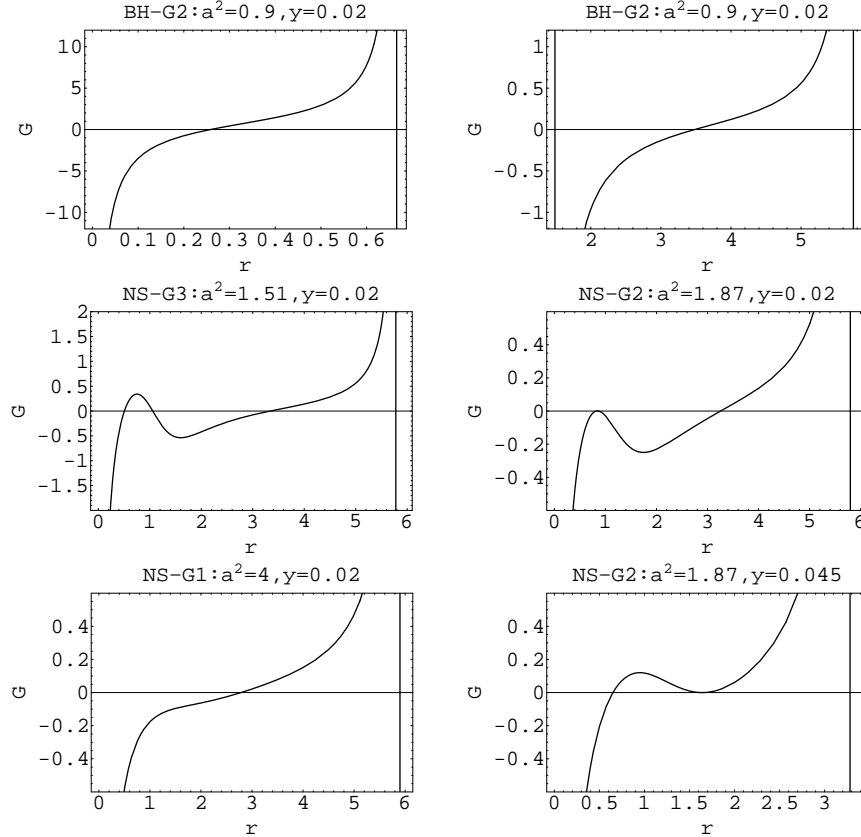 BH-G2:a²=0.9,y=0.02
10
5
0
-5
-10
G
0 0.1 0.2 0.3 0.4 0.5 0.6
r
BH-G2:a²=0.9,y=0.02
1
0.5
0
-0.5
-1
G
2 3 4 5
r
NS-G3:a²=1.51,y=0.02
2
1.5
1
0.5
0
-0.5
-1
-1.5
G
0 1 2 3 4 5 6
r
NS-G2:a²=1.87,y=0.02
0.4
0.2
0
-0.2
-0.4
G
0 1 2 3 4 5 6
r
NS-G1:a²=4,y=0.02
0.4
0.2
0
-0.2
-0.4
G
0 1 2 3 4 5 6
r
NS-G2:a²=1.87,y=0.045
0.4
0.2
0
-0.2
-0.4
G
0 0.5 1 1.5 2 2.5 3
r